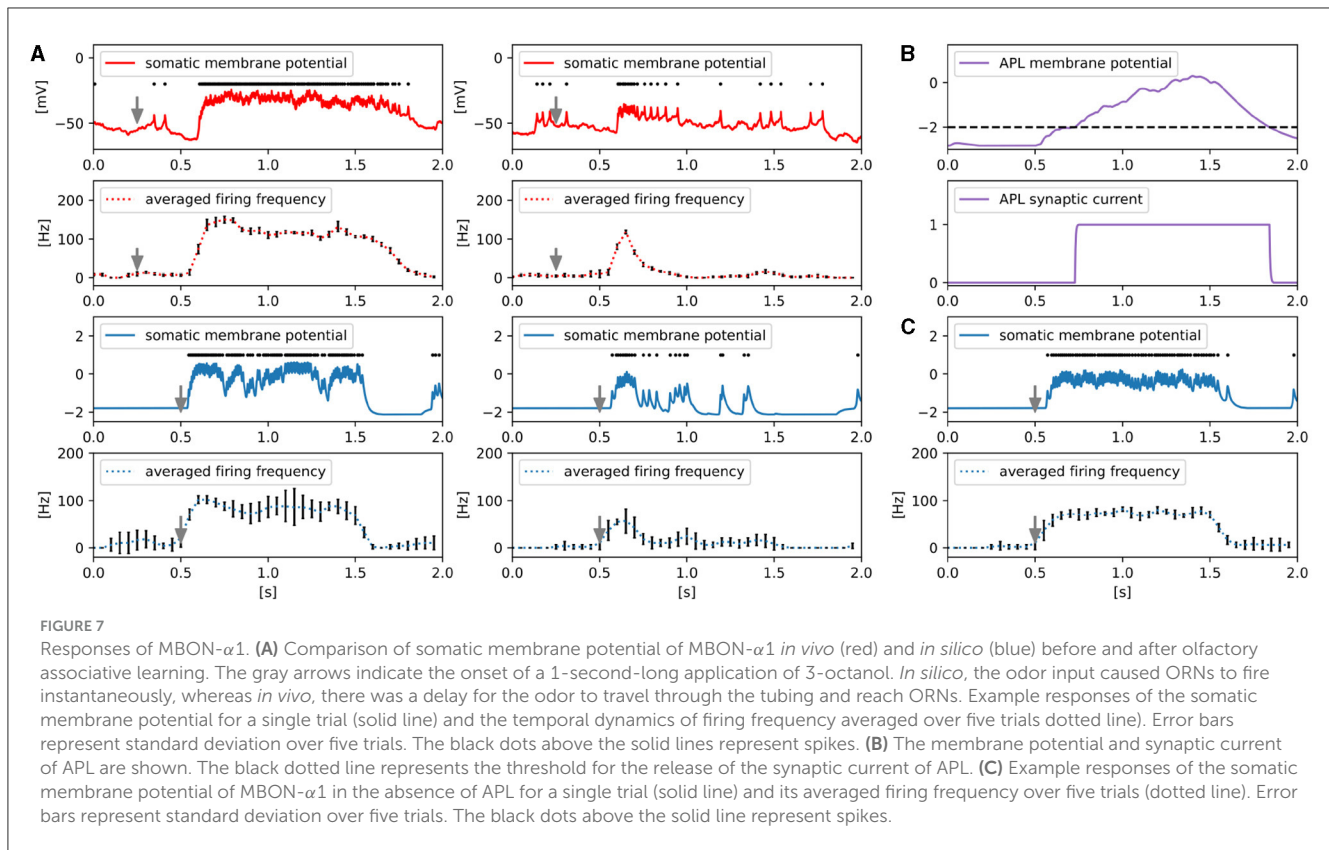 A
B
somatic membrane potential
somatic membrane potential
APL membrane potential
[mV]
0
−50
[mV]
0
−50
0
−2
0.0 0.5 1.0 1.5 2.0
0.0 0.5 1.0 1.5 2.0
0.0 0.5 1.0 1.5 2.0
averaged firing frequency
averaged firing frequency
APL synaptic current
[Hz]
200
100
0
[Hz]
200
100
0
1
0
0.0 0.5 1.0 1.5 2.0
0.0 0.5 1.0 1.5 2.0
0.0 0.5 1.0 1.5 2.0
C
somatic membrane potential
somatic membrane potential
somatic membrane potential
2
0
−2
2
0
−2
2
0
−2
0.0 0.5 1.0 1.5 2.0
0.0 0.5 1.0 1.5 2.0
0.0 0.5 1.0 1.5 2.0
averaged firing frequency
averaged firing frequency
averaged firing frequency
[Hz]
200
100
0
[Hz]
200
100
0
[Hz]
200
100
0
0.0 0.5 1.0 1.5 2.0
0.0 0.5 1.0 1.5 2.0
0.0 0.5 1.0 1.5 2.0
[s]
[s]
[s]
FIGURE 7
Responses of MBON-α1. (A) Comparison of somatic membrane potential of MBON-α1 in vivo (red) and in silico (blue) before and after olfactory
associative learning. The gray arrows indicate the onset of a 1-second-long application of 3-octanol. In silico, the odor input caused ORNs to fire
instantaneously, whereas in vivo, there was a delay for the odor to travel through the tubing and reach ORNs. Example responses of the somatic
membrane potential for a single trial (solid line) and the temporal dynamics of firing frequency averaged over five trials dotted line). Error bars
represent standard deviation over five trials. The black dots above the solid lines represent spikes. (B) The membrane potential and synaptic current
of APL are shown. The black dotted line represents the threshold for the release of the synaptic current of APL. (C) Example responses of the somatic
membrane potential of MBON-α1 in the absence of APL for a single trial (solid line) and its averaged firing frequency over five trials (dotted line). Error
bars represent standard deviation over five trials. The black dots above the solid line represent spikes.